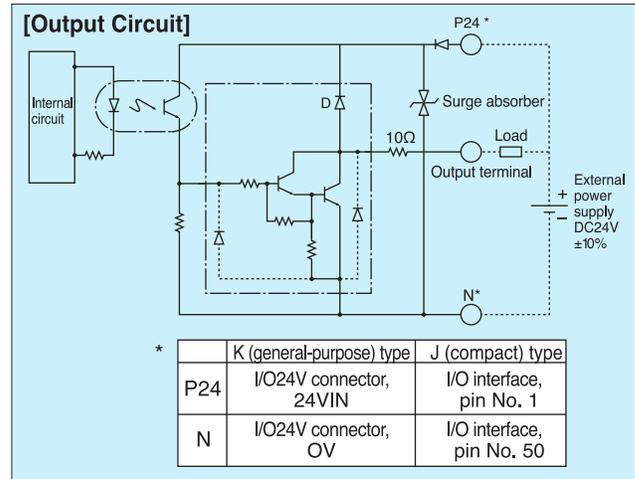 [Output Circuit]
P24 *
Internal
circuit
D
Surge absorber
10Ω
Load
Output terminal
+
−
External
power
supply
DC24V
±10%
N*
*
K (general-purpose) type J (compact) type
P24
I/O24V connector,
24VIN
I/O interface,
pin No. 1
N
I/O24V connector,
OV
I/O interface,
pin No. 50